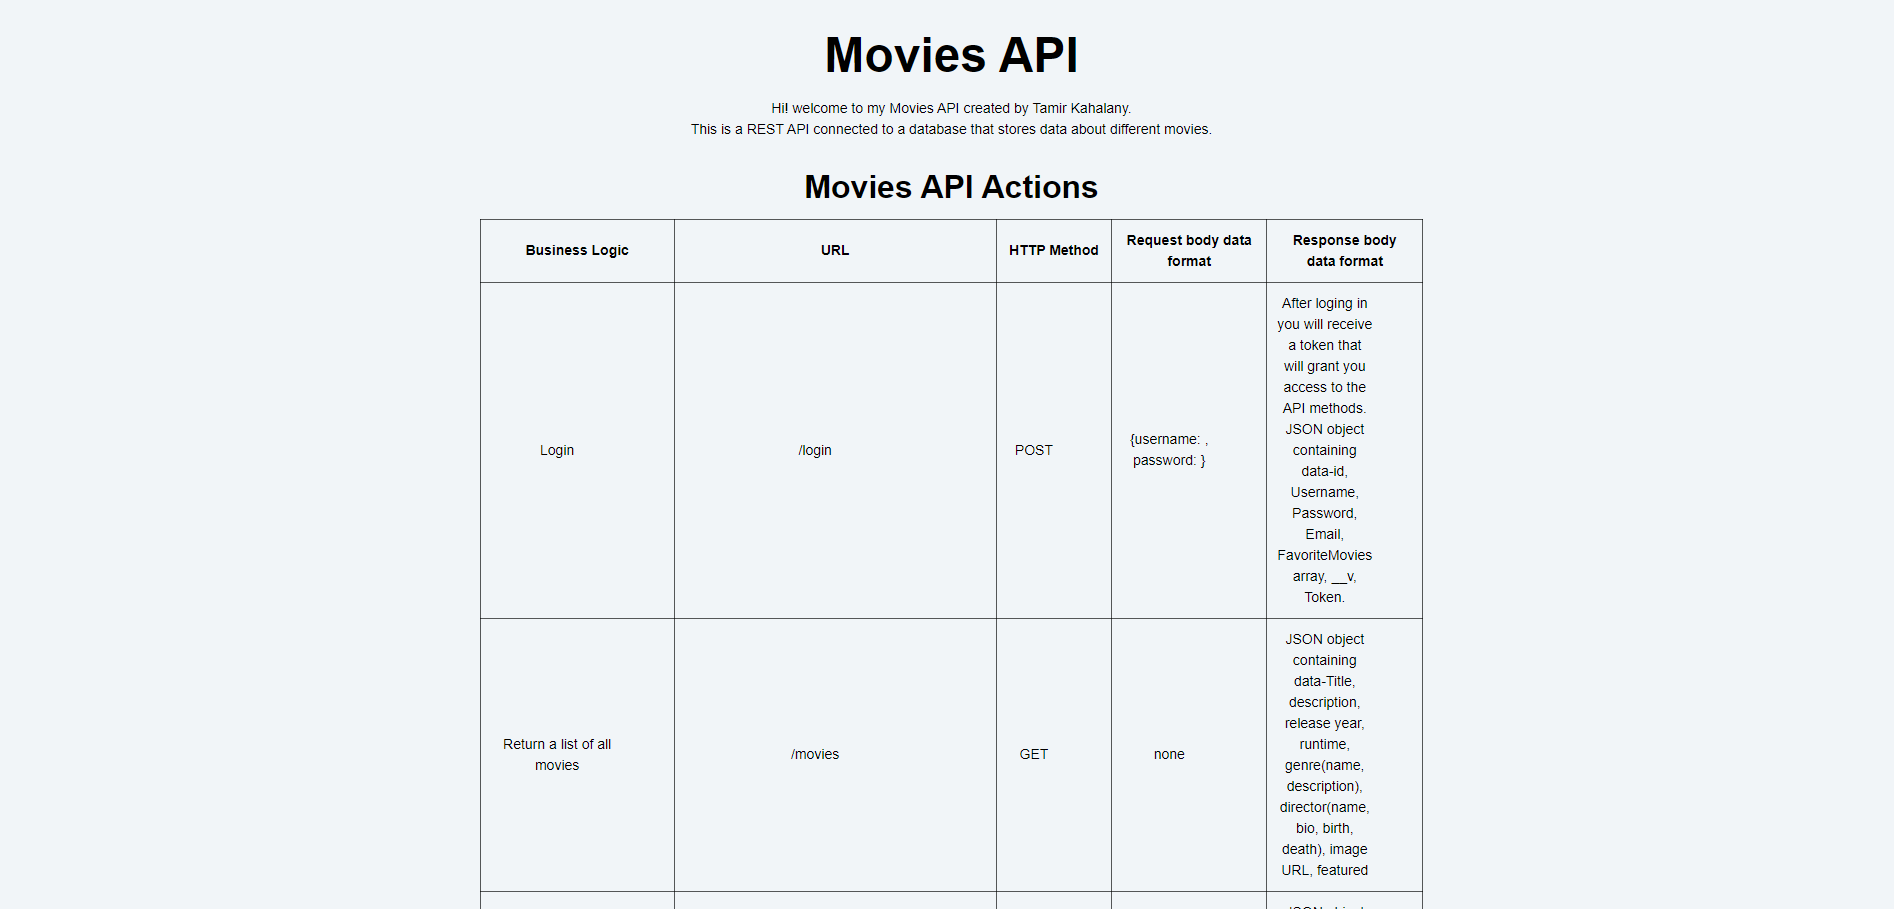 Movies API
Hi! welcome to my Movies API created by Tamir Kahalany.
This is a REST API connected to a database that stores data about different movies.
Movies API Actions
Business Logic
URL
HTTP Method
Request body data
format
Response body
data format
Login
/login
POST
{username: ,
password: }
After loging in
you will receive
a token that
will grant you
access to the
API methods.
JSON object
containing
data-id,
Username,
Password,
Email,
FavoriteMovies
array, __v,
Token.
Return a list of all
movies
/movies
GET
none
JSON object
containing
data-Title,
description,
release year,
runtime,
genre(name,
description),
director(name,
bio, birth,
death), image
URL, featured